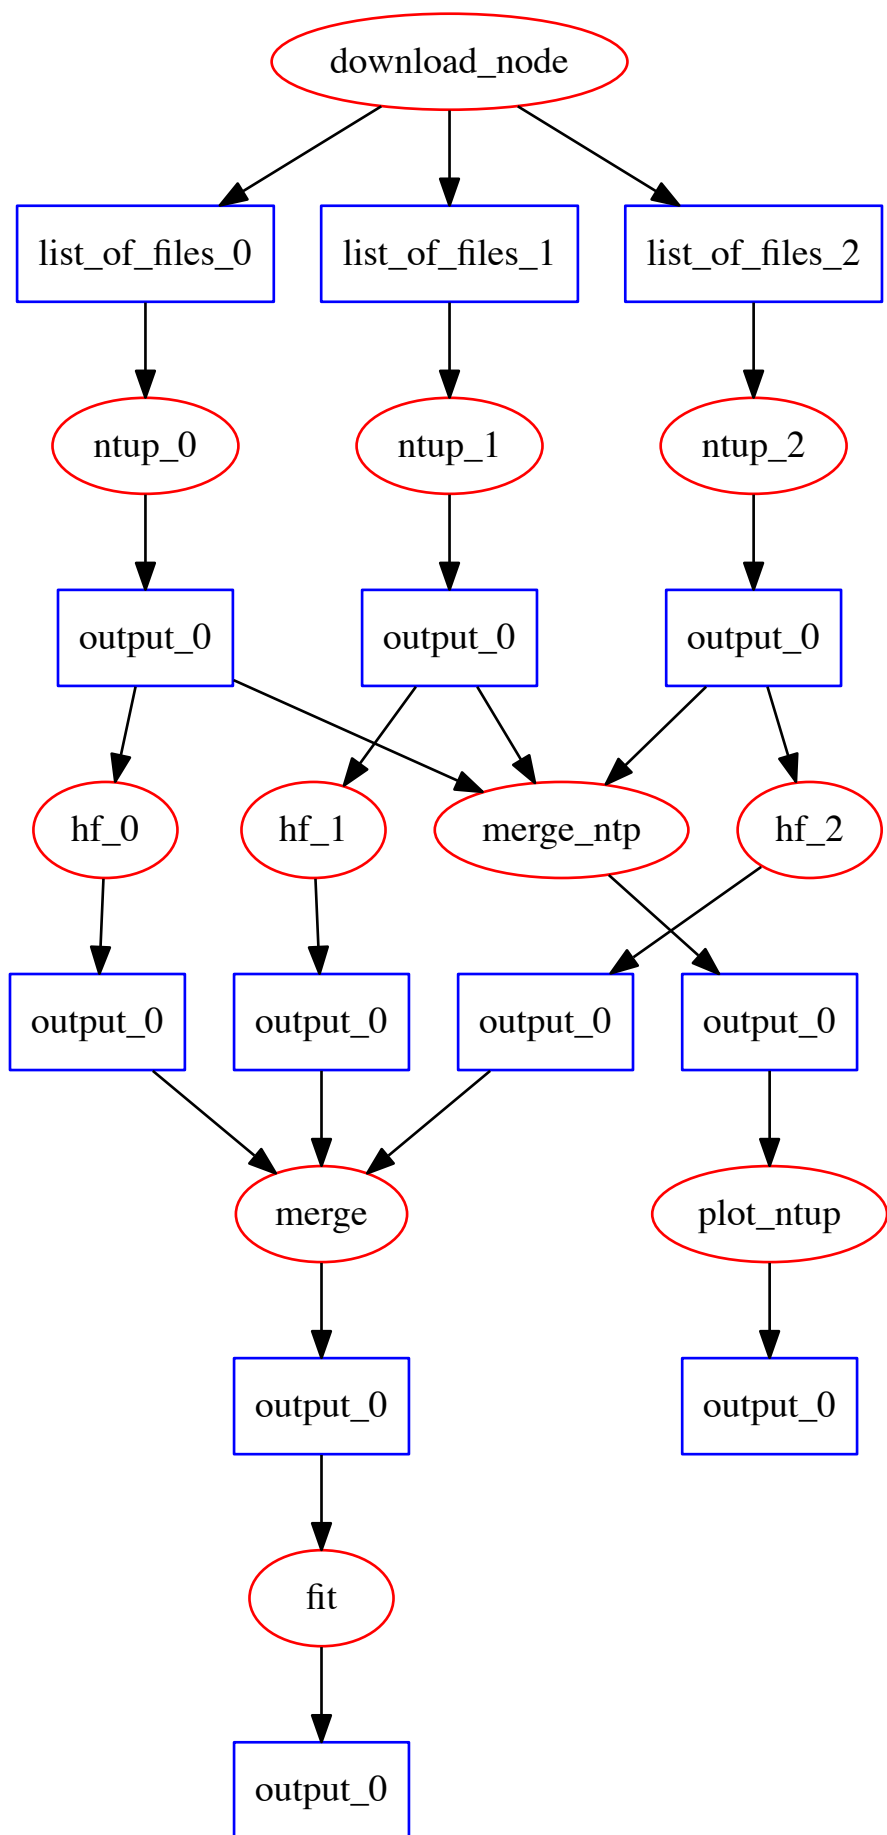 download_node
list_of_files_0
list_of_files_1
list_of_files_2
ntup_0
ntup_1
ntup_2
output_0
output_0
output_0
hf_0
hf_1
merge_ntp
hf_2
output_0
output_0
output_0
output_0
merge
plot_ntup
output_0
output_0
fit
output_0